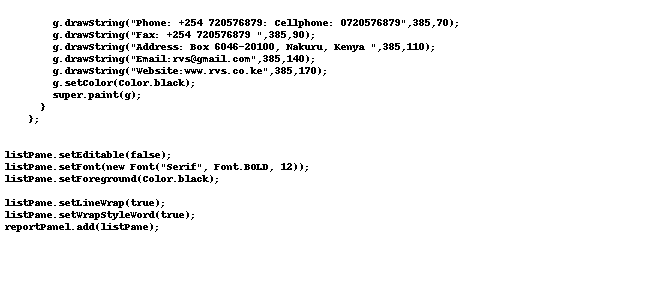 g.drawString("Phone: +254 720576879: Cellphone: 0720576879",385,70);
g.drawString("Fax: +254 720576879 ",385,90);
g.drawString("Address: Box 6046-20100, Nakuru, Kenya ",385,110);
g.drawString("Email:rvs@gmail.com",385,140);
g.drawString("Website:www.rvs.co.ke",385,170);
g.setColor(Color.black);
super.paint(g);
}
};
listPane.setEditable(false);
listPane.setFont(new Font("Serif", Font.BOLD, 12));
listPane.setForeground(Color.black);
listPane.setLineWrap(true);
listPane.setWrapStyleWord(true);
reportPanel.add(listPane);